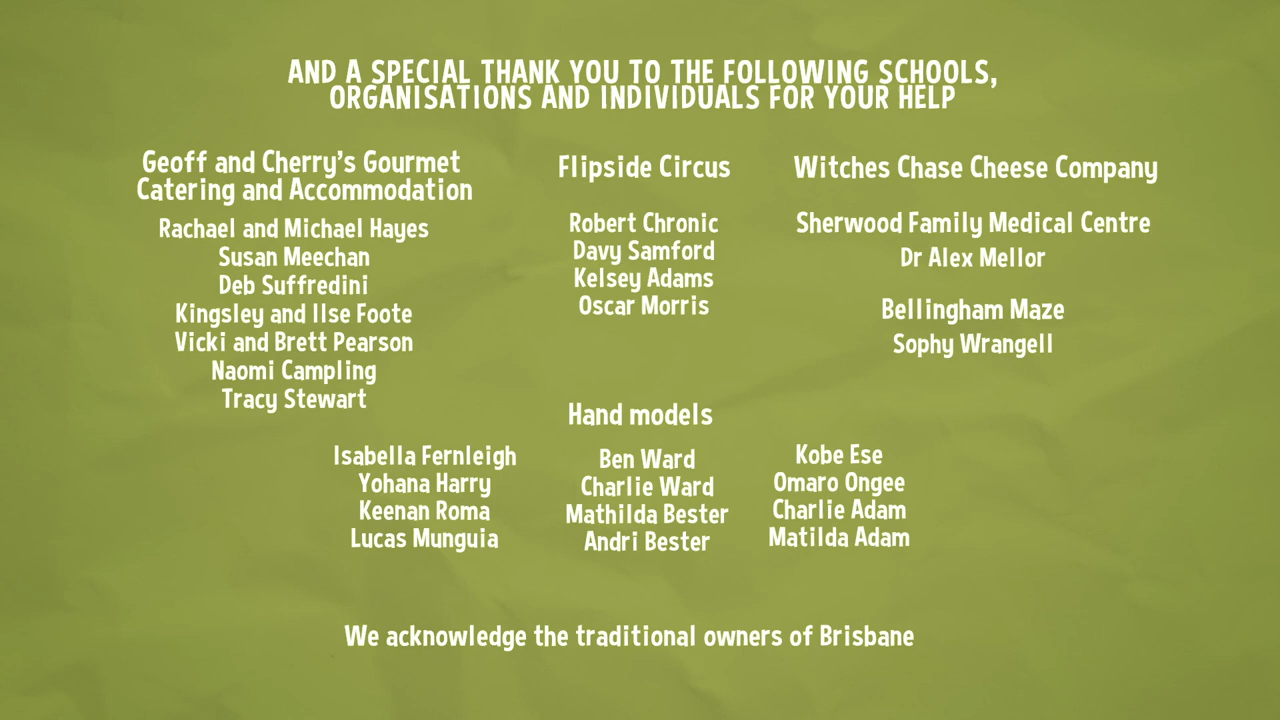 AND A SPECIAL THANK YOU TO THE FOLLOWING SCHOOLS,
ORGANISATIONS AND INDIVIDUALS FOR YOUR HELP
Geoff and Cherry's Gourmet
Catering and Accommodation
Rachael and Michael Hayes
Susan Meechan
Deb Suffredini
Kingsley and Ilse Foote
Vicki and Brett Pearson
Naomi Campling
Tracy Stewart
Flipside Circus
Robert Chronic
Davy Samford
Kelsey Adams
Oscar Morris
Witches Chase Cheese Company
Sherwood Family Medical Centre
Dr Alex Mellor
Bellingham Maze
Sophy Wrangell
Hand models
Isabella Fernleigh
Yohana Harry
Keenan Roma
Lucas Munguia
Ben Ward
Charlie Ward
Mathilda Bester
Andri Bester
Kobe Ese
Omaro Ongee
Charlie Adam
Matilda Adam
We acknowledge the traditional owners of Brisbane